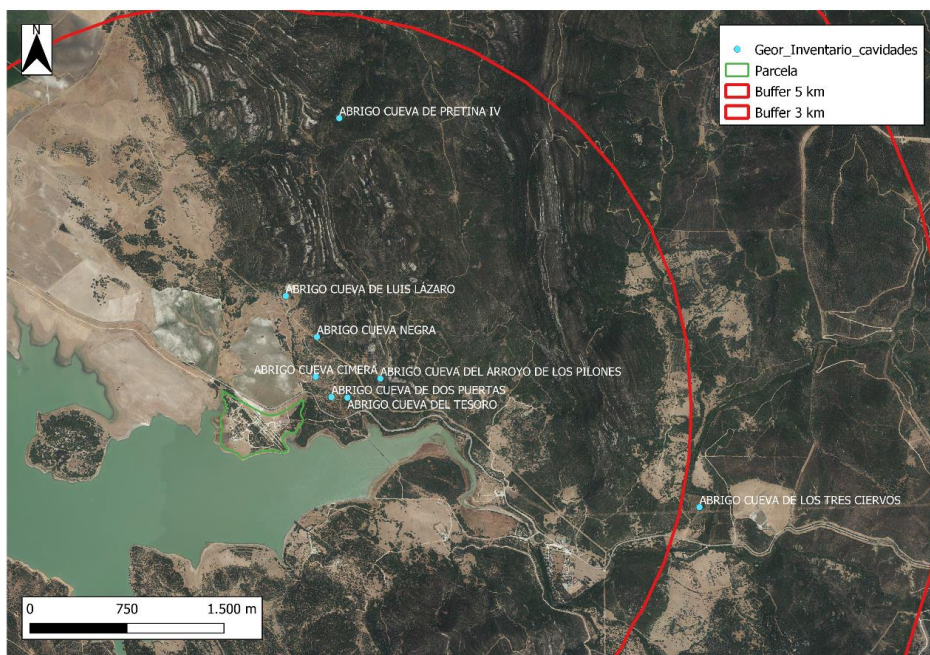 N
Geor_Inventario_cavidades
Parcela
Buffer 5 km
Buffer 3 km
ABRIGO CUEVA DE PRETINA IV
ABRIGO CUEVA DE LUIS LÁZARO
ABRIGO CUEVA NEGRA
ABRIGO CUEVA CIMERA
ABRIGO CUEVA DEL ARROYO DE LOS PILONES
ABRIGO CUEVA DE DOS PUERTAS
ABRIGO CUEVA DEL TESORO
ABRIGO CUEVA DE LOS TRES CIERVOS
0 750 1.500 m